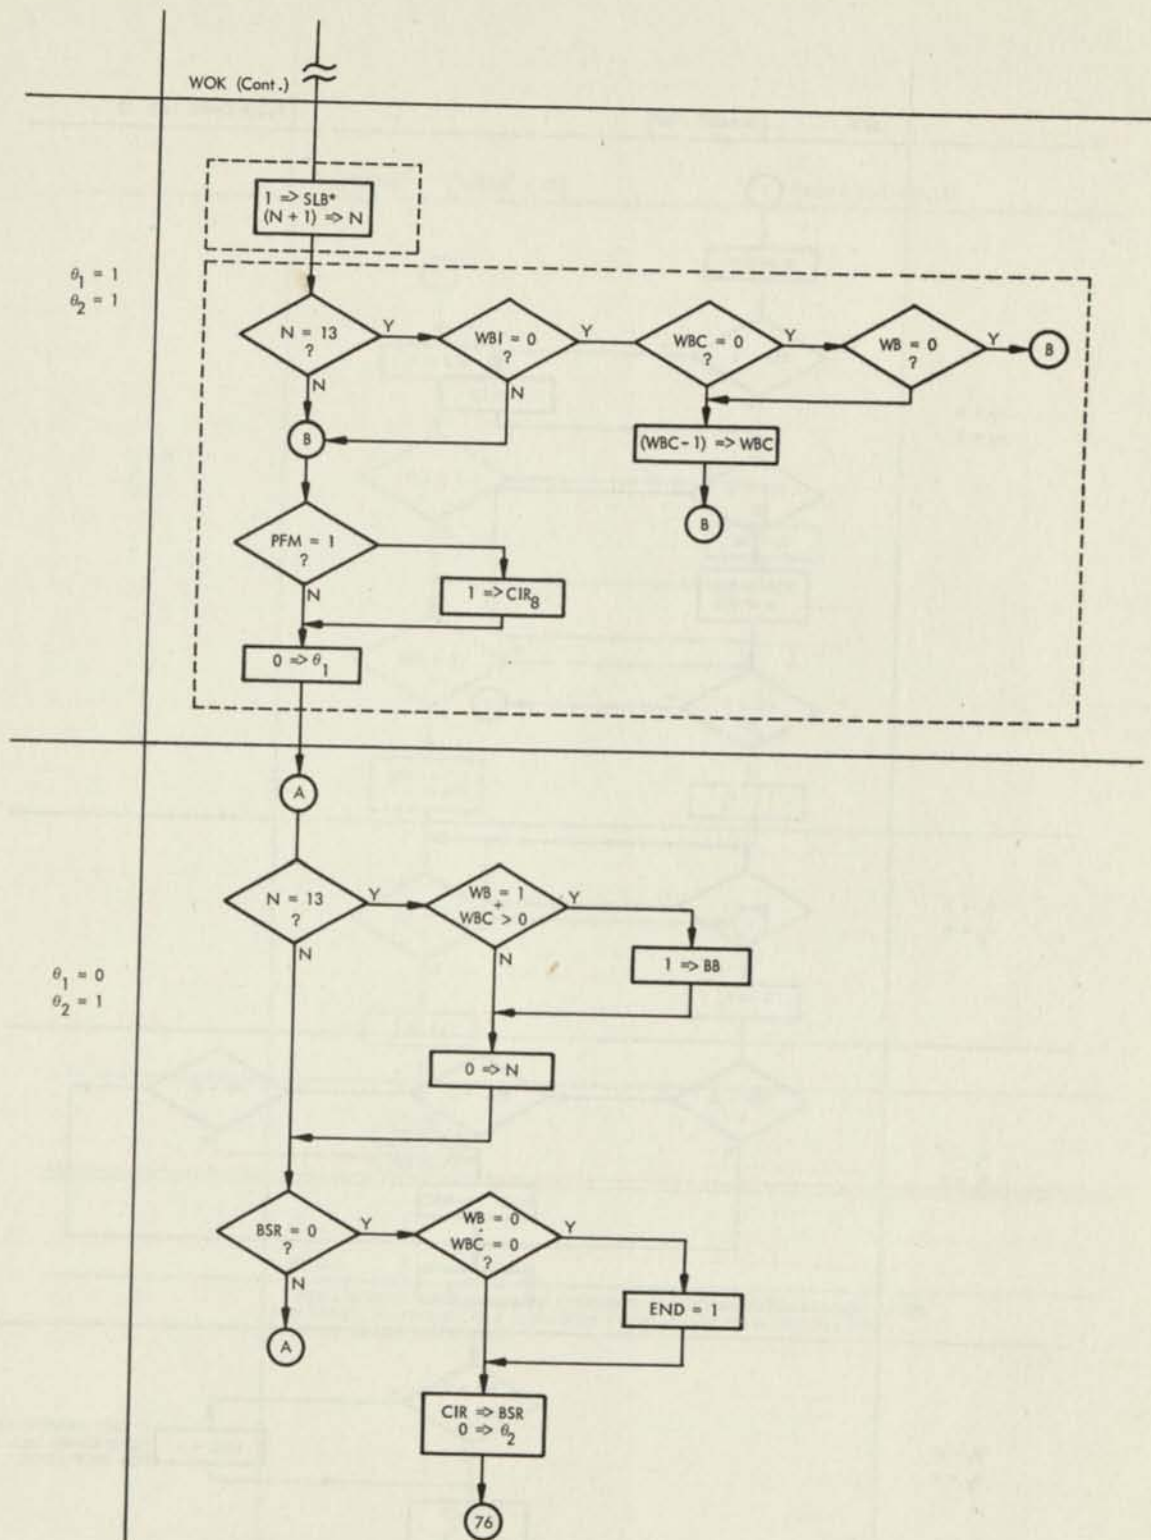 WOK (Cont.)
1 => SLB*
(N + 1) => N
θ1 = 1
θ2 = 1
N = 13
?
Y
N
WBI = 0
?
Y
N
WBC = 0
?
Y
WB = 0
?
Y
B
B
(WBC - 1) => WBC
B
PFM = 1
?
N
1 => CIR8
0 => θ1
A
N = 13
?
Y
N
WB = 1
+
WBC > 0
Y
N
1 => BB
θ1 = 0
θ2 = 1
0 => N
BSR = 0
?
Y
N
WB = 0
.
WBC = 0
?
Y
END = 1
A
CIR => BSR
0 => θ2
76